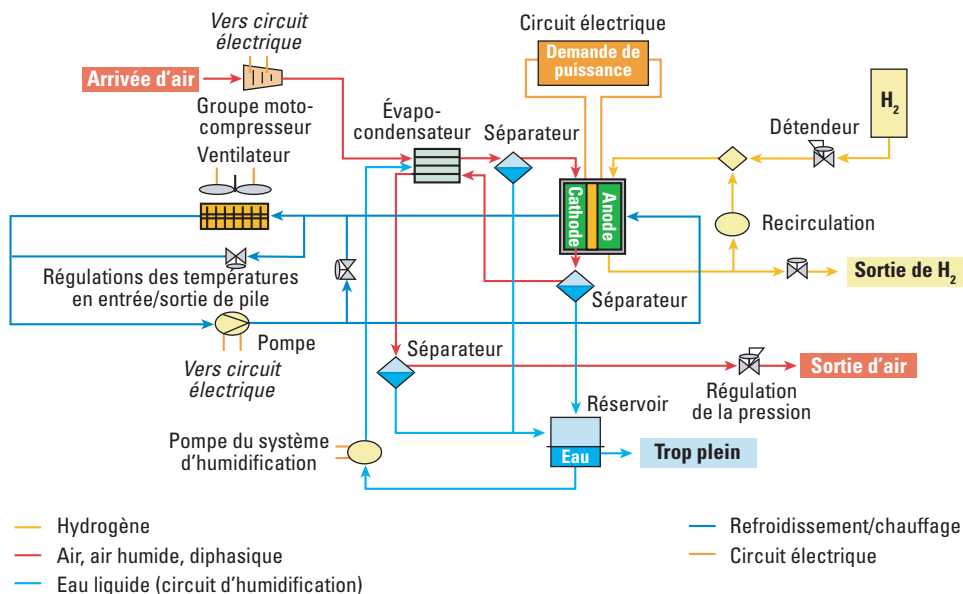 Vers circuit
électrique
Circuit électrique
Arrivée d'air
Demande de
puissance
H2
Groupe moto-
compresseur
Évapo-
condensateur
Séparateur
Détendeur
Ventilateur
Cathode
Anode
Recirculation
Régulations des températures
en entrée/sortie de pile
Sortie de H2
Séparateur
Pompe
Vers circuit
électrique
Séparateur
Sortie d'air
Régulation
de la pression
Réservoir
Pompe du système
d'humidification
Eau
Trop plein
Hydrogène
Air, air humide, diphasique
Eau liquide (circuit d'humidification)
Refroidissement/chauffage
Circuit électrique